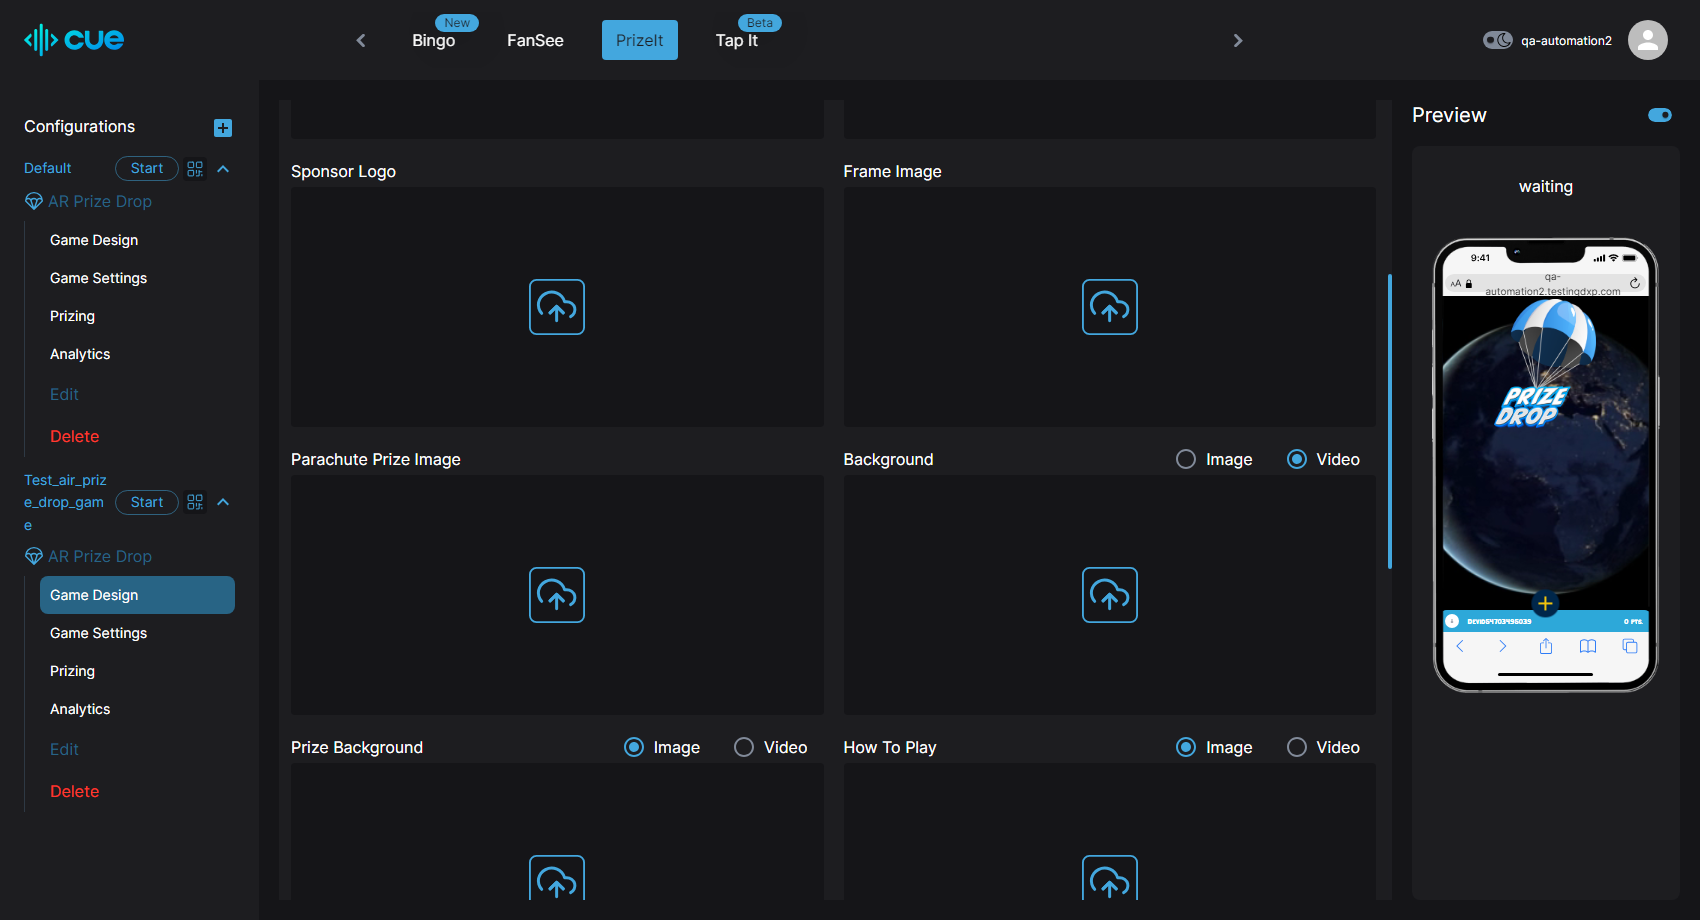 cue
New
Bingo
FanSee
PrizeIt
Beta
Tap It
qa-automation2
Configurations
Default
Start
AR Prize Drop
Game Design
Game Settings
Prizing
Analytics
Edit
Delete
Test_air_priz
e_drop_gam
e
Start
AR Prize Drop
Game Design
Game Settings
Prizing
Analytics
Edit
Delete
Sponsor Logo
Frame Image
Parachute Prize Image
Background
Image
Video
Prize Background
Image
Video
How To Play
Image
Video
Preview
waiting
9:41
AA
qa-
automation2.testingdxp.com
PRIZE
DROP
0 PTS.